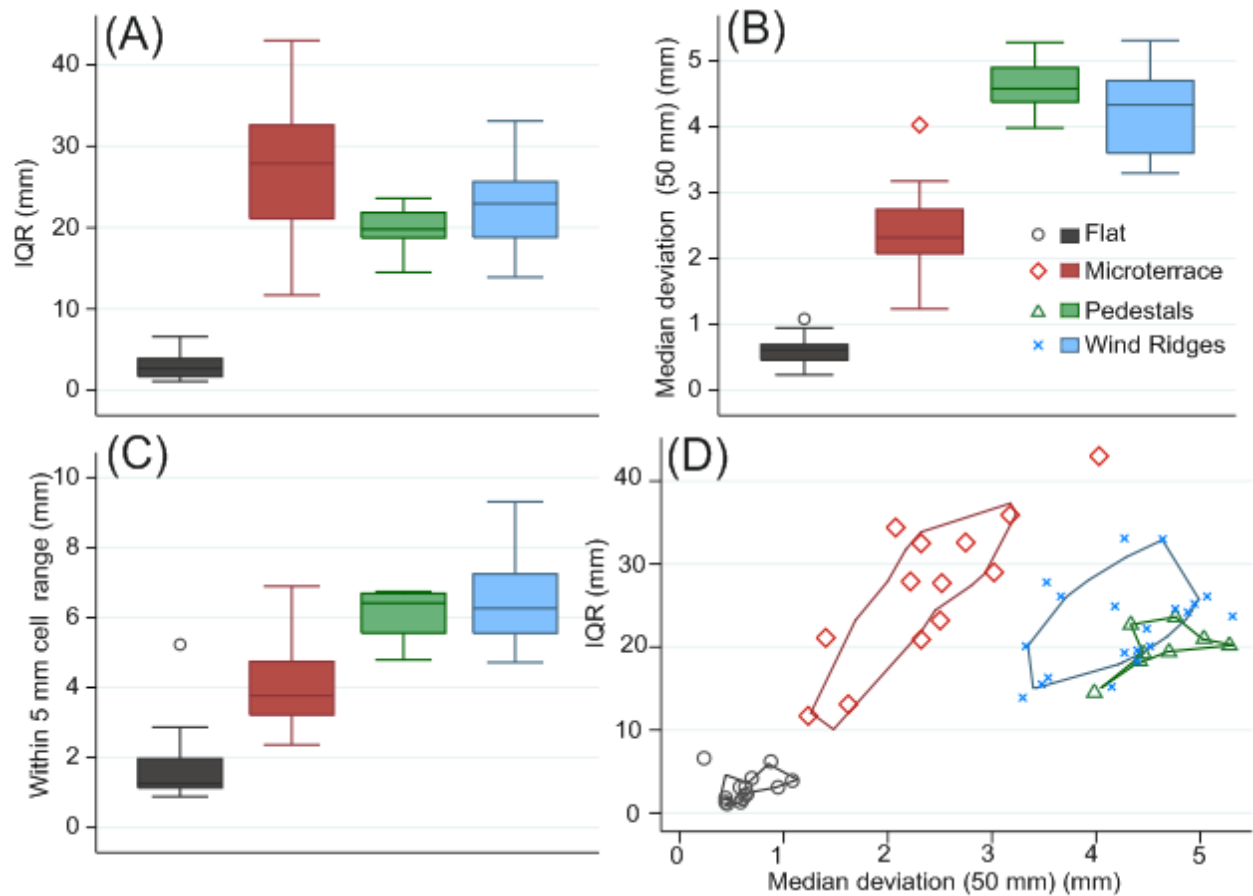 (A)
IQR (mm)
40
30
20
10
0
(B)
Median deviation (50 mm) (mm)
5
4
3
2
1
0
Flat
Microterrace
Pedestals
Wind Ridges
(C)
Within 5 mm cell range (mm)
10
8
6
4
2
0
(D)
IQR (mm)
40
30
20
10
0
0 1 2 3 4 5
Median deviation (50 mm) (mm)